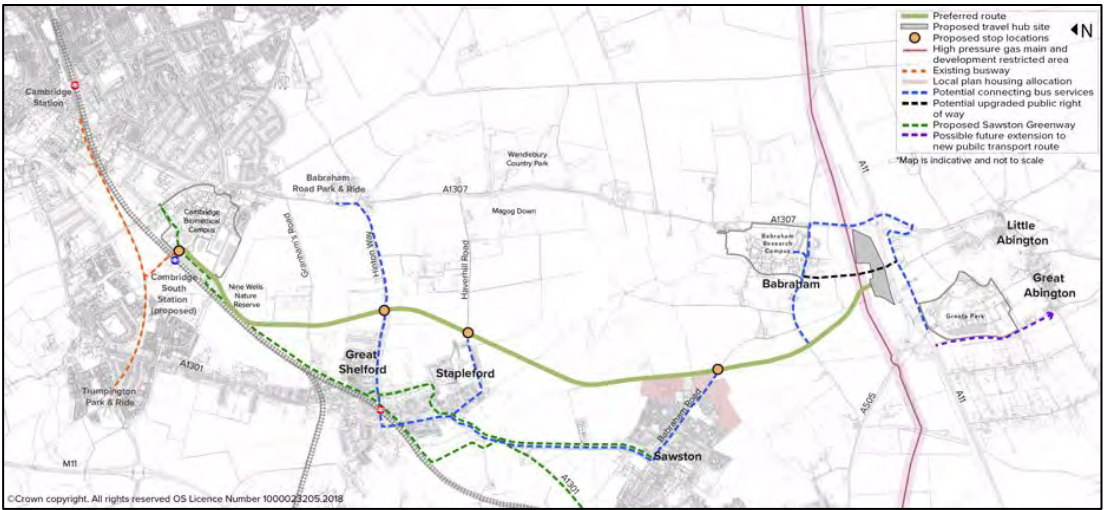 Preferred route
Proposed travel hub site
Proposed stop locations
High pressure gas main and
development restricted area
Existing busway
Local plan housing allocation
Potential connecting bus services
Potential upgraded public right
of way
Proposed Sawston Greenway
Possible future extension to
new public transport route
*Map is indicative and not to scale
N
Cambridge
Station
Wandlebury
Country Park
A11
Babraham
Road Park & Ride
A1307
Magog Down
Cambridge
Biomedical
Campus
A1307
Little
Abington
Granham's Road
Hinton Way
Haverhill Road
Babraham
Research
Campus
Cambridge
South
Station
(proposed)
Nine Wells
Nature
Reserve
Babraham
Great
Abington
Granta Park
A1301
Great
Shelford
Stapleford
Trumpington
Park & Ride
A505
A11
Babraham Road
Sawston
M11
A1301
©Crown copyright. All rights reserved OS Licence Number 1000023205.2018